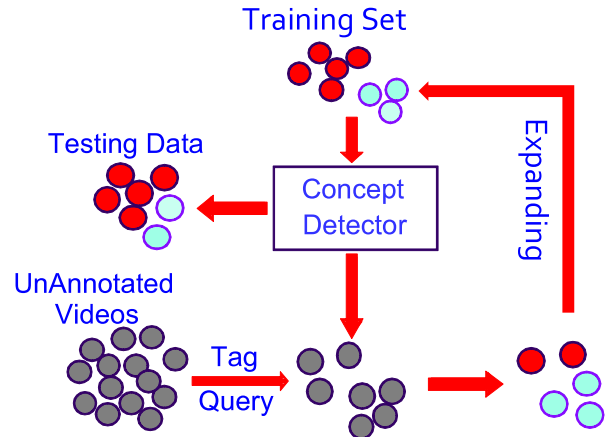 Training Set
Testing Data
Concept
Detector
Expanding
UnAnnotated
Videos
Tag
Query